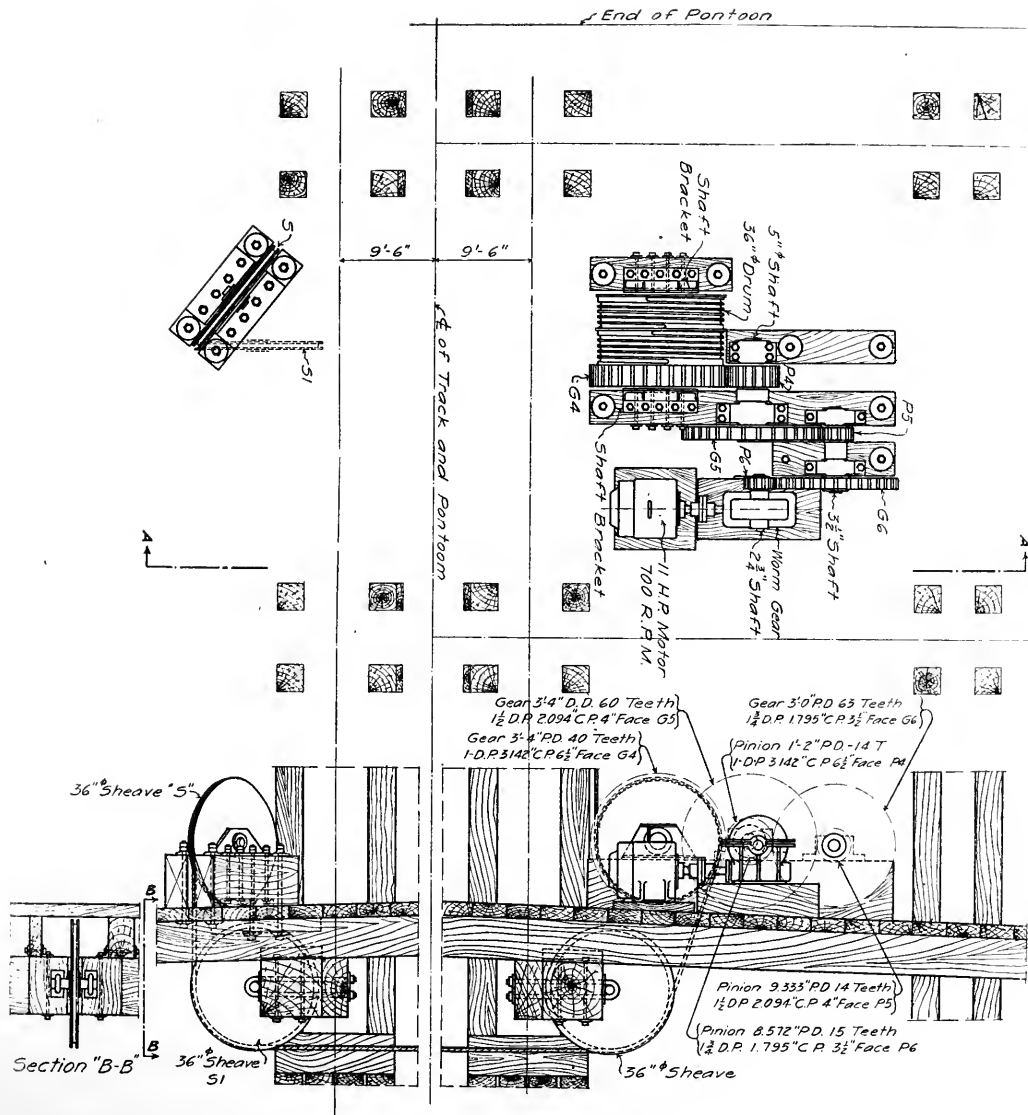 End of Pontoon
9'-6"
9'-6"
S
S1
₵ of Track and Pontoon
Shaft
Bracket
5"ᶲ Shaft
36"ᶲ Drum
P4
G4
P5
G5
P6
G6
Shaft Bracket
3½" Shaft
Worm Gear
2¾" Shaft
11 H.P. Motor
700 R.P.M.
A
A
Gear 3'-4" D.D. 60 Teeth
1½ D.P. 2.094" C.P. 4" Face G5
Gear 3'-4" P.D. 40 Teeth
1-D.P. 3.142" C.P. 6½" Face G4
Gear 3'-0" P.D 63 Teeth
1¾ D.P. 1.795" C.P. 3½" Face G6
Pinion 1'-2" P.D.-14 T
1-D.P 3.142" C.P 6½" Face P4
36"ᶲ Sheave "S"
B
B
Section "B-B"
36"ᶲ Sheave
S1
36"ᶲ Sheave
Pinion 9.333" P.D 14 Teeth
1½ D.P. 2.094" C.P. 4" Face P5
Pinion 8.572" P.D. 15 Teeth
1¾ D.P. 1.795" C.P. 3½" Face P6